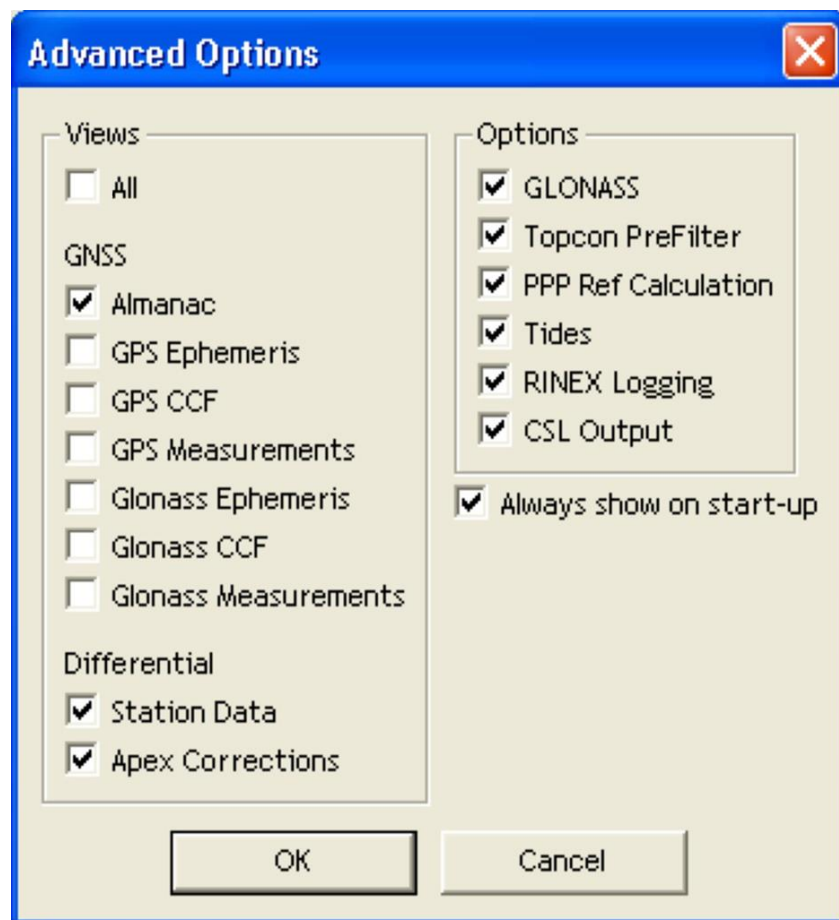 Advanced Options
Views
All
GNSS
Almanac
GPS Ephemeris
GPS CCF
GPS Measurements
Glonass Ephemeris
Glonass CCF
Glonass Measurements
Differential
Station Data
Apex Corrections
Options
GLONASS
Topcon PreFilter
PPP Ref Calculation
Tides
RINEX Logging
CSL Output
Always show on start-up
OK
Cancel